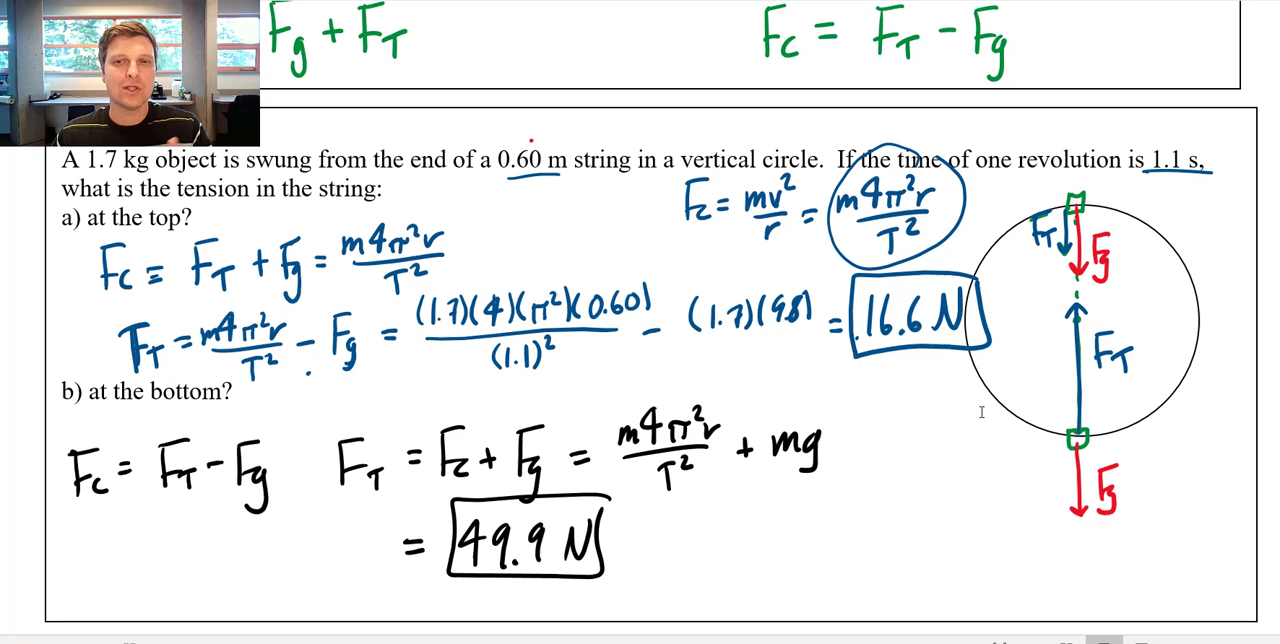 Fg + FT
Fc = FT - Fg
A 1.7 kg object is swung from the end of a 0.60 m string in a vertical circle. If the time of one revolution is 1.1 s,
what is the tension in the string:
a) at the top?
Fc = mv²/r = m4π²r/T²
Fc = FT + Fg = m4π²r/T²
FT = m4π²r/T² - Fg = (1.7)(4)(π²)(0.60)/(1.1)² - (1.7)(9.8) = 16.6 N
b) at the bottom?
Fc = FT - Fg FT = Fc + Fg = m4π²r/T² + mg
= 49.9 N
FT
Fg
FT
Fg